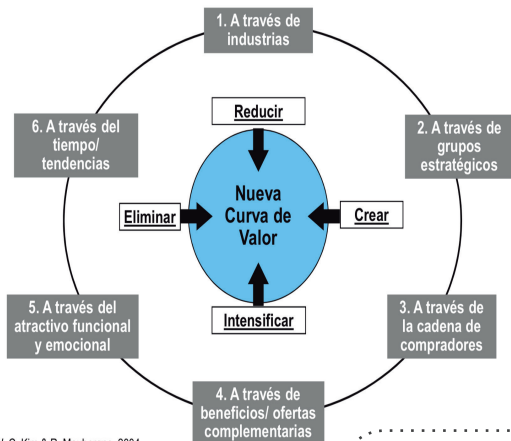 1. A través de
industrias
2. A través de
grupos
estratégicos
3. A través de
la cadena de
compradores
4. A través de
beneficios/ ofertas
complementarias
5. A través del
atractivo funcional
y emocional
6. A través del
tiempo/
tendencias
Reducir
Eliminar
Nueva
Curva de
Valor
Crear
Intensificar